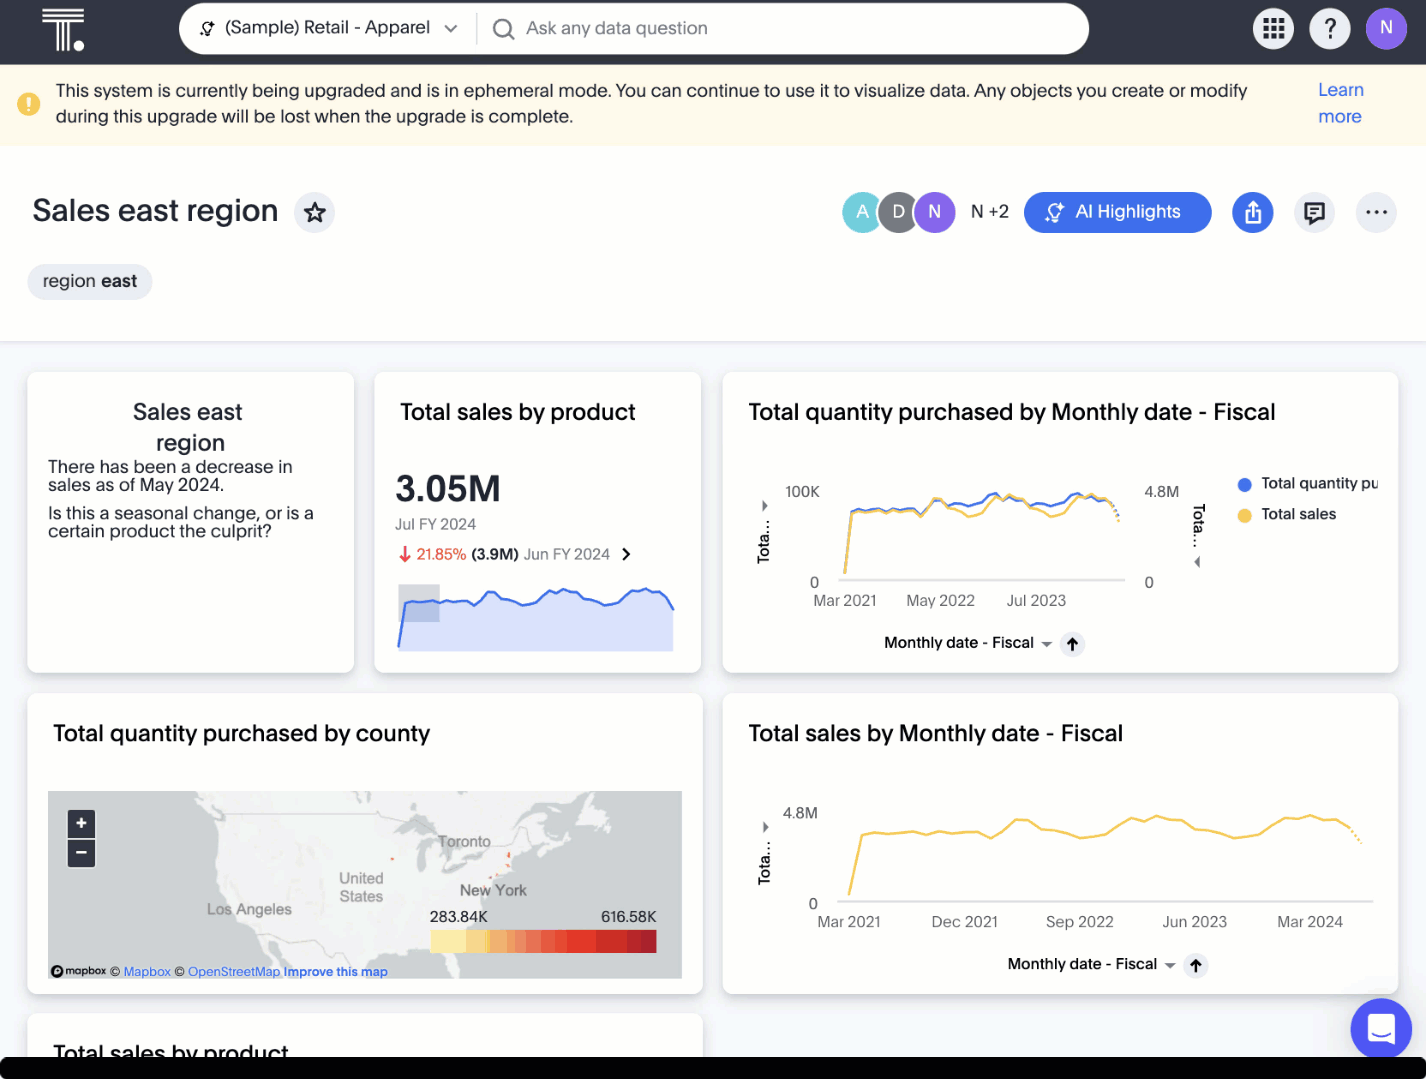 T.
(Sample) Retail - Apparel
Ask any data question
?
N
This system is currently being upgraded and is in ephemeral mode. You can continue to use it to visualize data. Any objects you create or modify
during this upgrade will be lost when the upgrade is complete.
Learn
more
Sales east region
A
D
N
N +2
AI Highlights
region east
Sales east
region
There has been a decrease in
sales as of May 2024.
Is this a seasonal change, or is a
certain product the culprit?
Total sales by product
3.05M
Jul FY 2024
21.85% (3.9M) Jun FY 2024
Total quantity purchased by Monthly date - Fiscal
100K
0
Tota...
4.8M
0
Tota...
Mar 2021
May 2022
Jul 2023
Monthly date - Fiscal
Total quantity pu
Total sales
Total quantity purchased by county
+
−
Toronto
United
States
New York
Los Angeles
283.84K
616.58K
mapbox © Mapbox © OpenStreetMap Improve this map
Total sales by Monthly date - Fiscal
4.8M
0
Tota...
Mar 2021
Dec 2021
Sep 2022
Jun 2023
Mar 2024
Monthly date - Fiscal
Total sales by product